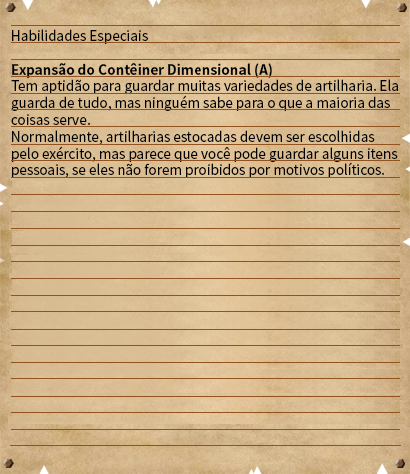 Habilidades Especiais
Expansão do Contêiner Dimensional (A)
Tem aptidão para guardar muitas variedades de artilharia. Ela
guarda de tudo, mas ninguém sabe para o que a maioria das
coisas serve.
Normalmente, artilharias estocadas devem ser escolhidas
pelo exército, mas parece que você pode guardar alguns itens
pessoais, se eles não forem proibidos por motivos políticos.